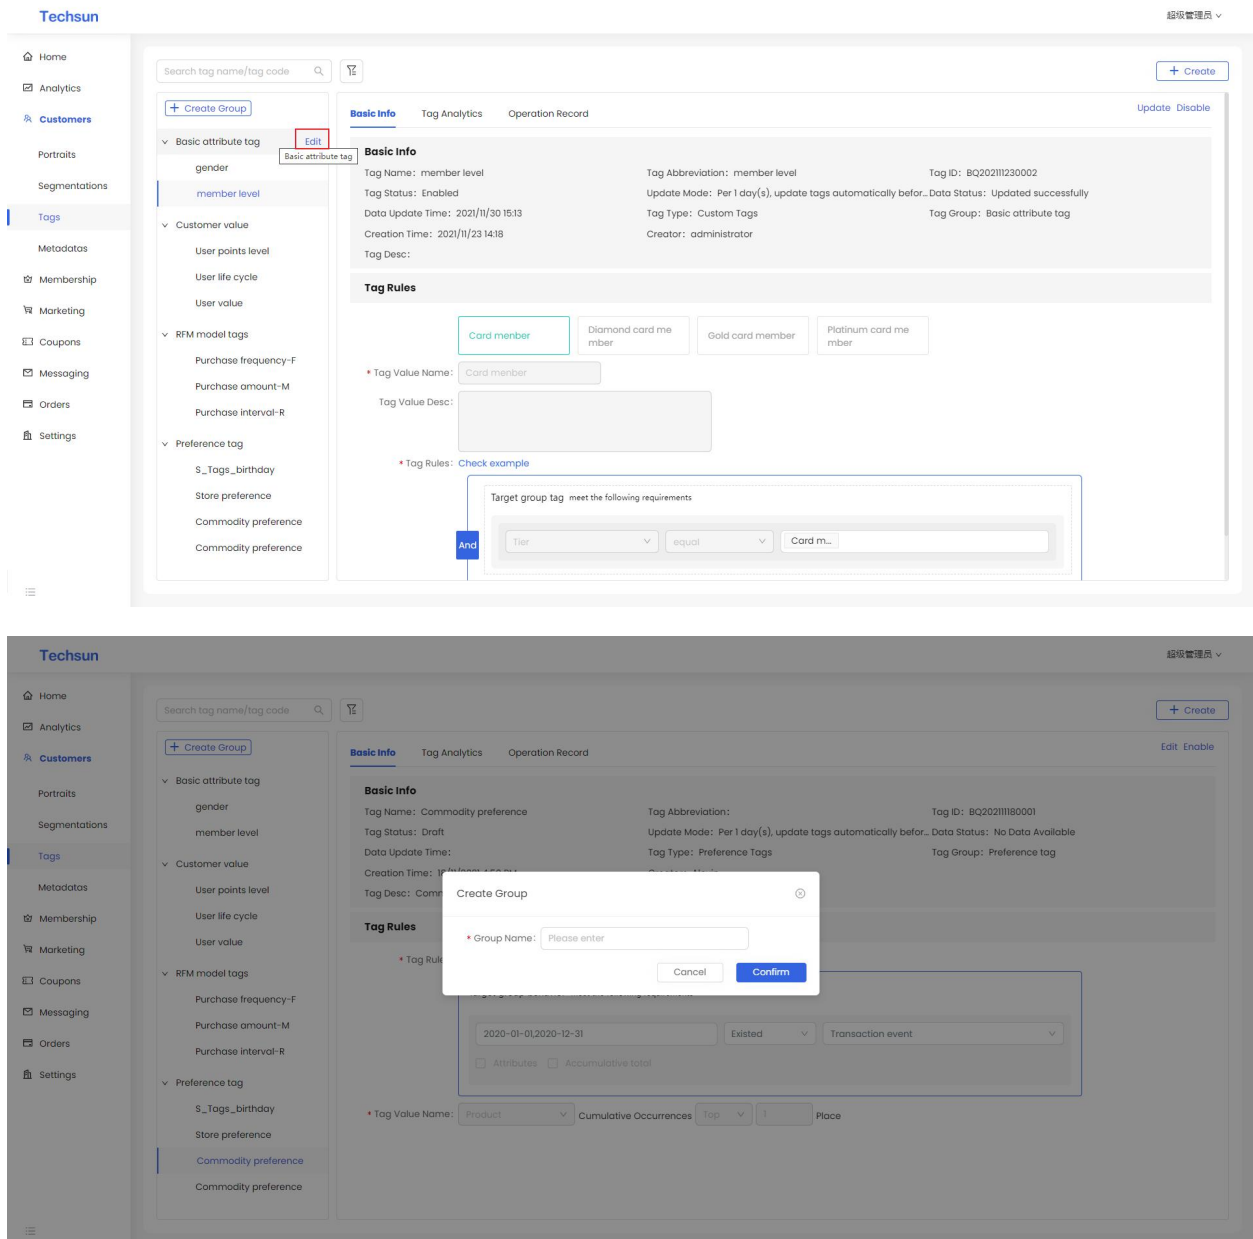 Techsun
超级管理员
Home
Search tag name/tag code
+ Create
Analytics
+ Create Group
Basic Info Tag Analytics Operation Record
Update Disable
Customers
Basic attribute tag Edit
Basic attribute tag
Basic Info
Portraits
gender
Tag Name: member level Tag Abbreviation: member level Tag ID: BQ202111230002
Segmentations
member level
Tag Status: Enabled Update Mode: Per 1 day(s), update tags automatically befor... Data Status: Updated successfully
Tags
Data Update Time: 2021/11/30 15:13 Tag Type: Custom Tags Tag Group: Basic attribute tag
Customer value
Creation Time: 2021/11/23 14:18 Creator: administrator
Metadatas
User points level
Tag Desc:
Membership
User life cycle
Tag Rules
Marketing
User value
Coupons
RFM model tags
Card menber
Diamond card me
mber
Gold card member
Platinum card me
mber
Messaging
Purchase frequency-F
* Tag Value Name: Card menber
Purchase amount-M
Orders
Purchase interval-R
Tag Value Desc:
Settings
Preference tag
* Tag Rules: Check example
S_Tags_birthday
Store preference
Target group tag meet the following requirements
Commodity preference
And
Tier equal Card m...
Commodity preference
Techsun
超级管理员
Home
Search tag name/tag code
+ Create
Analytics
+ Create Group
Basic Info Tag Analytics Operation Record
Edit Enable
Customers
Basic attribute tag
Basic Info
Portraits
gender
Tag Name: Commodity preference Tag Abbreviation: Tag ID: BQ202111180001
Segmentations
member level
Tag Status: Draft Update Mode: Per 1 day(s), update tags automatically befor... Data Status: No Data Available
Tags
Data Update Time: Tag Type: Preference Tags Tag Group: Preference tag
Customer value
Creation Time:
Metadatas
User points level
Tag Desc: Comm
Create Group
Membership
User life cycle
Tag Rules
Marketing
User value
* Group Name: Please enter
* Tag Rule
Coupons
RFM model tags
Cancel Confirm
Purchase frequency-F
Messaging
Purchase amount-M
2020-01-01,2020-12-31 Existed Transaction event
Orders
Purchase interval-R
Attributes Accumulative total
Settings
Preference tag
S_Tags_birthday
* Tag Value Name: Product Cumulative Occurrences Top 1 Place
Store preference
Commodity preference
Commodity preference